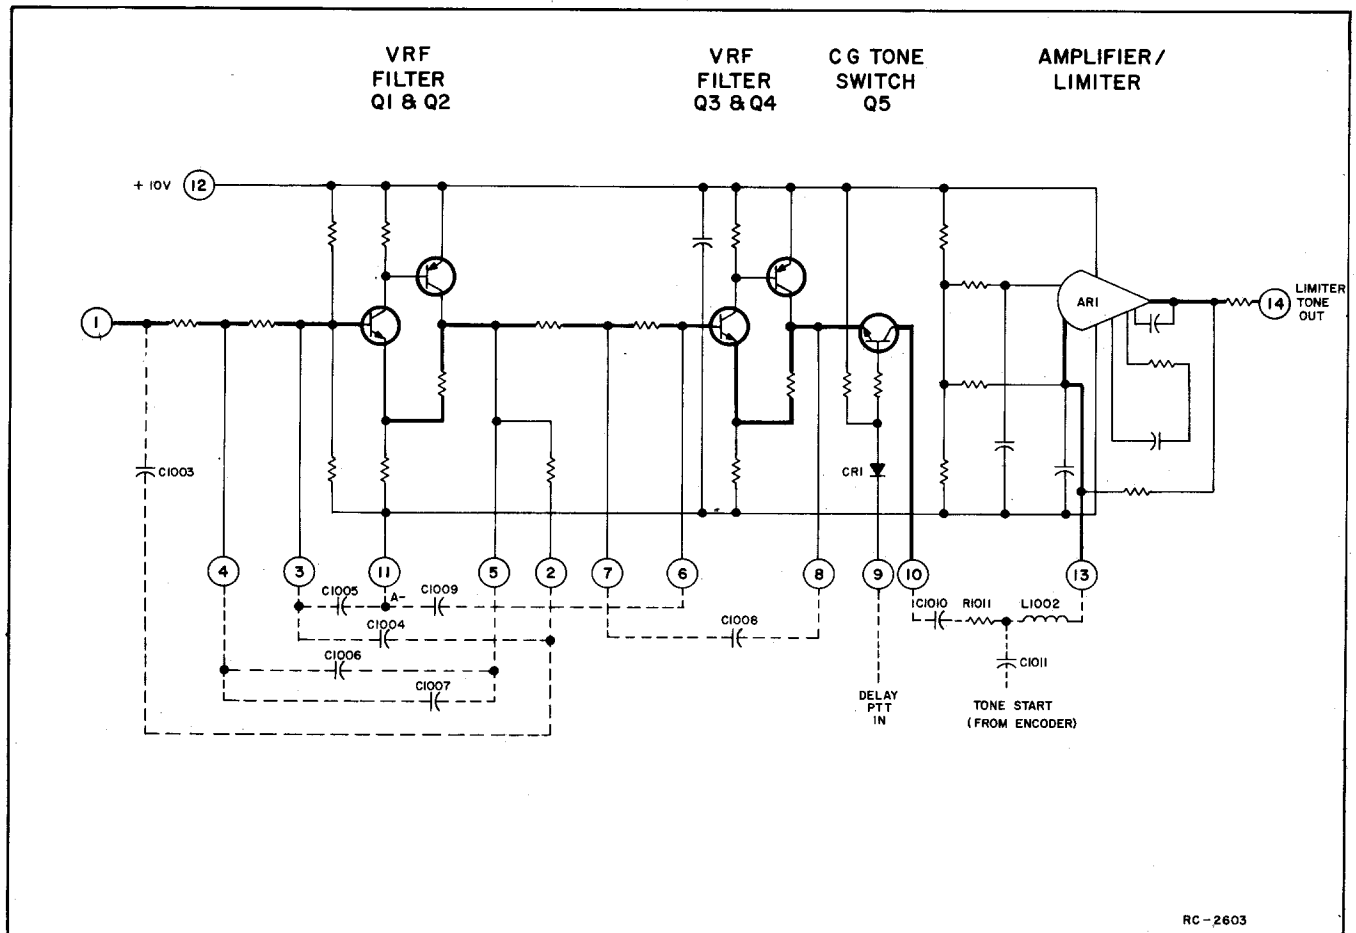 VRF
FILTER
Q1 & Q2
VRF
FILTER
Q3 & Q4
CG TONE
SWITCH
Q5
AMPLIFIER/
LIMITER
+ 10V
12
1
AR1
14
LIMITER
TONE
OUT
C1003
CR1
4
3
11
5
2
7
6
8
9
10
13
C1005
A-
C1009
C1004
C1006
C1007
C1008
C1010
R1011
L1002
C1011
DELAY
PTT
IN
TONE START
(FROM ENCODER)
RC-2603